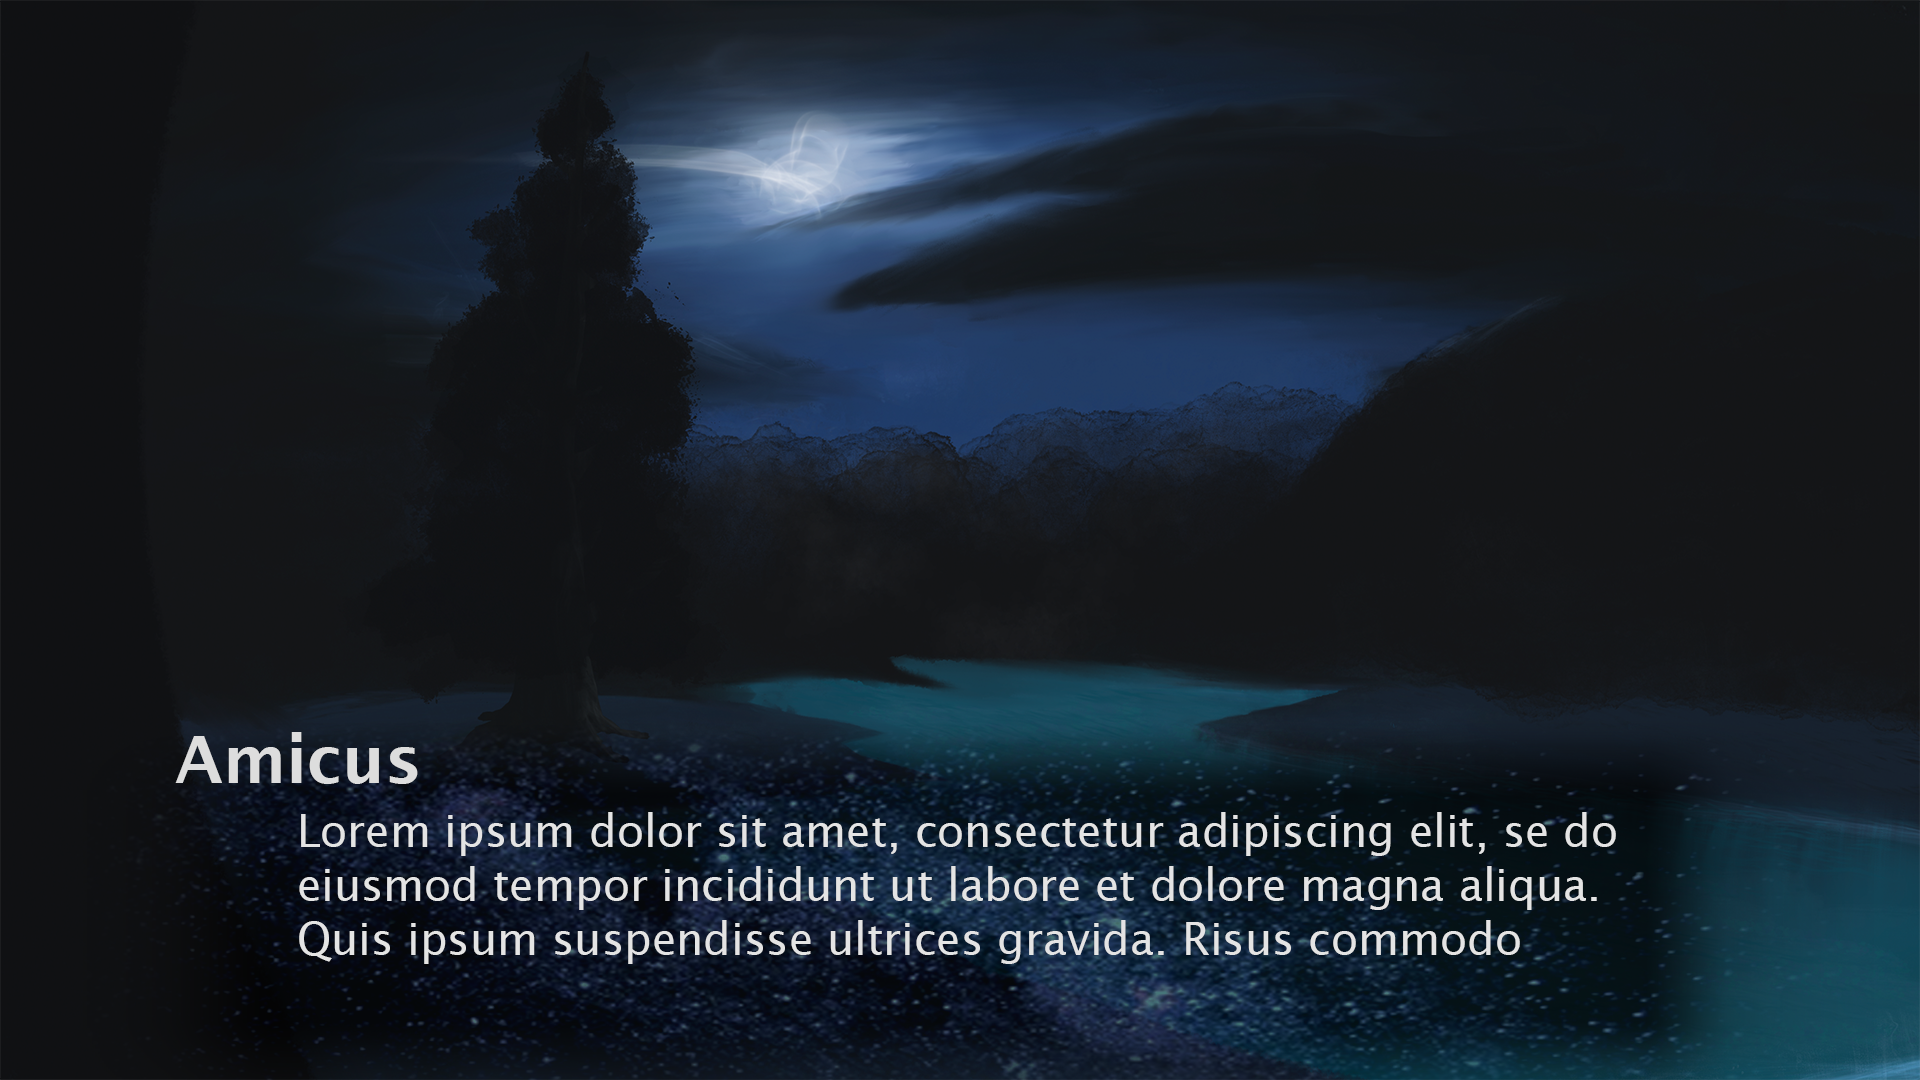 Amicus
Lorem ipsum dolor sit amet, consectetur adipiscing elit, se do
eiusmod tempor incididunt ut labore et dolore magna aliqua.
Quis ipsum suspendisse ultrices gravida. Risus commodo